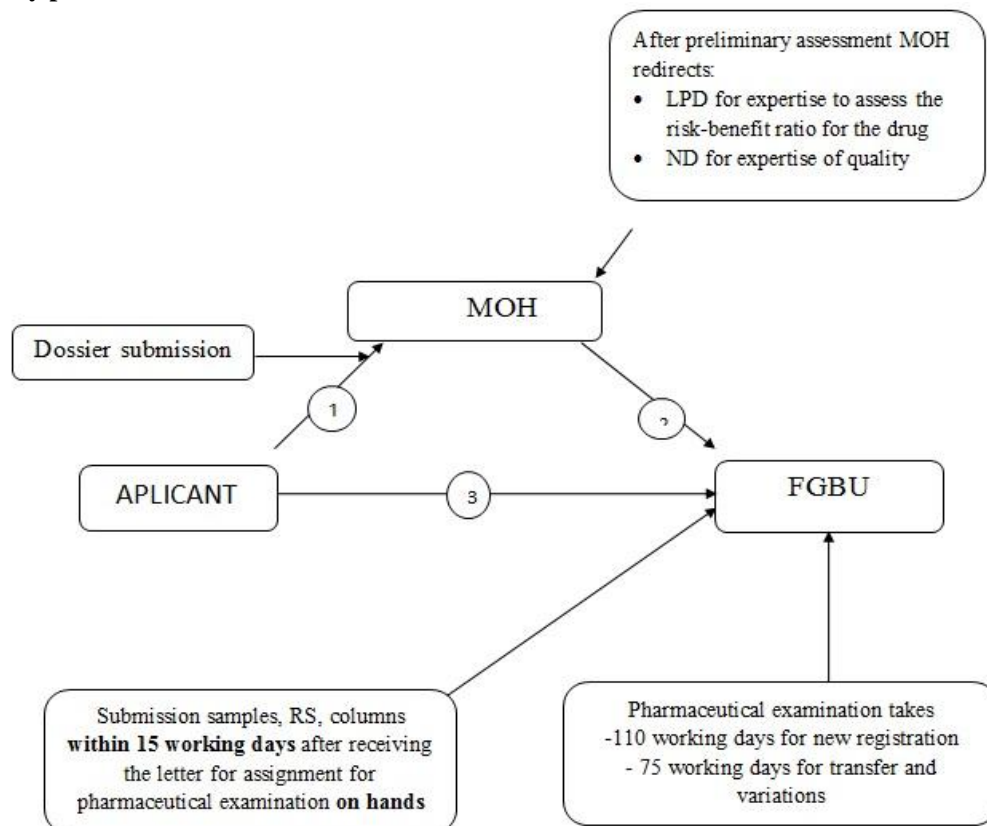 After preliminary assessment MOH
redirects:
• LPD for expertise to assess the
risk-benefit ratio for the drug
• ND for expertise of quality
MOH
Dossier submission
1
APLICANT
3
FGBU
Submission samples, RS, columns
within 15 working days after receiving
the letter for assignment for
pharmaceutical examination on hands
Pharmaceutical examination takes
-110 working days for new registration
- 75 working days for transfer and
variations